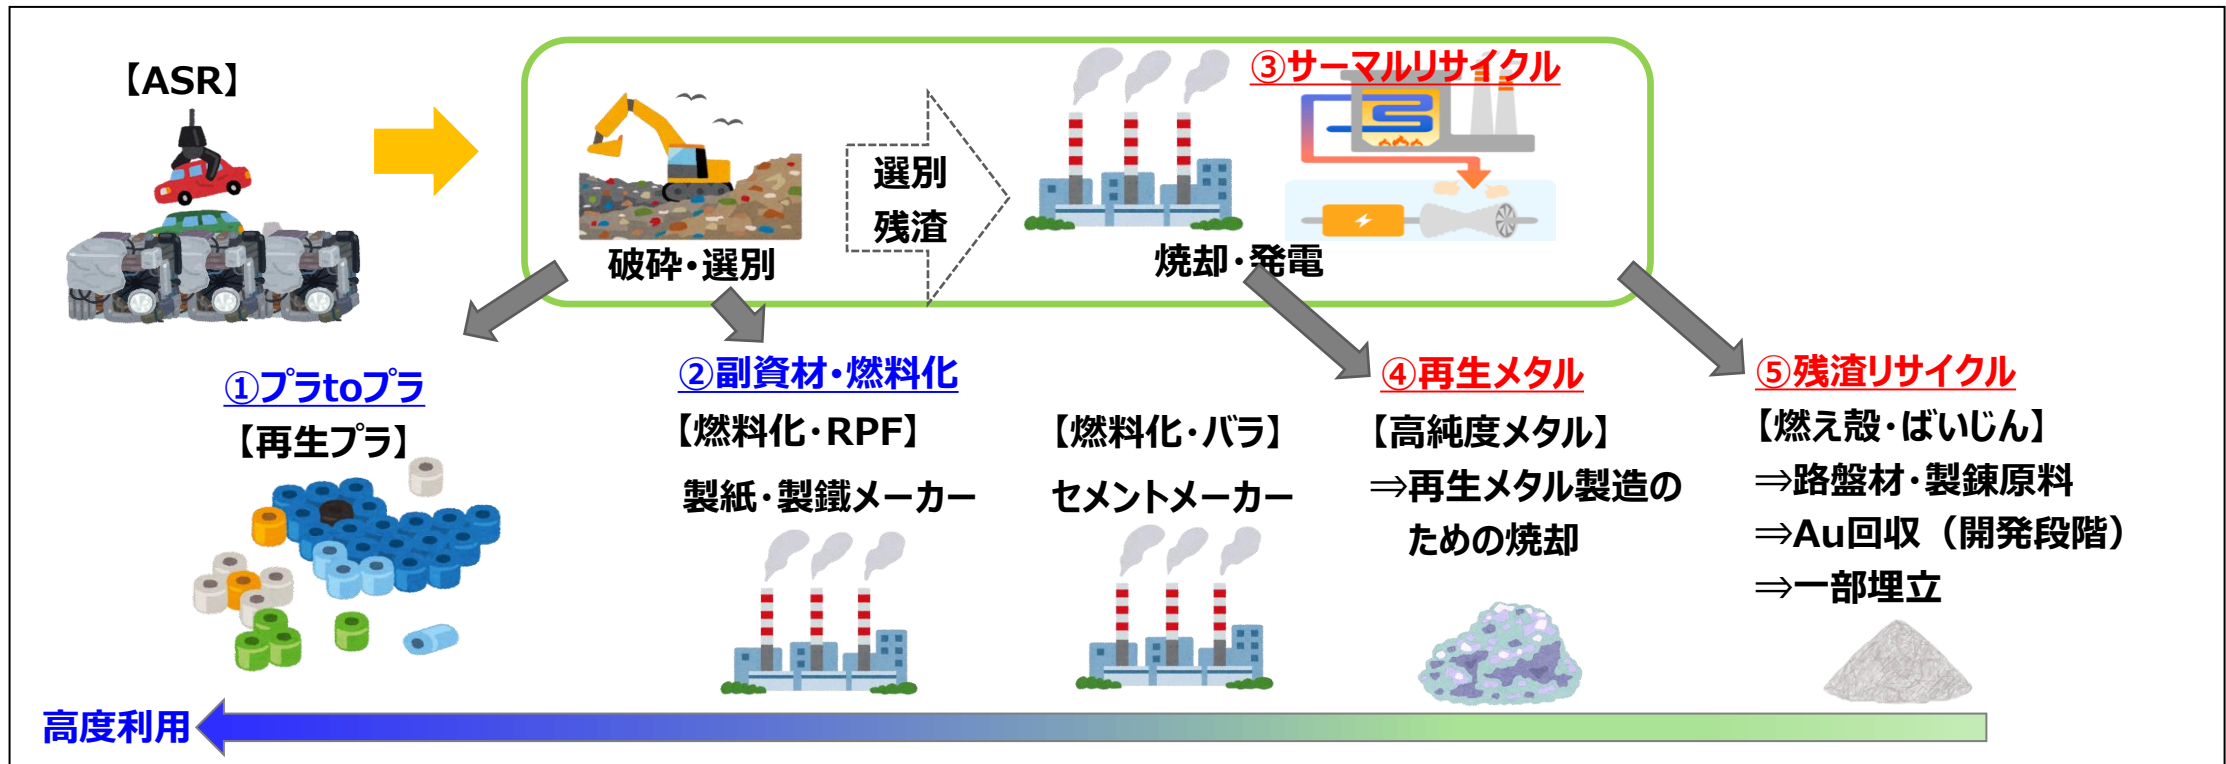 【ASR】
③サーマルリサイクル
選別
残渣
破砕・選別
焼却・発電
①プラtoプラ
【再生プラ】
②副資材・燃料化
【燃料化・RPF】
製紙・製鐵メーカー
【燃料化・バラ】
セメントメーカー
④再生メタル
【高純度メタル】
⇒再生メタル製造の
ための焼却
⑤残渣リサイクル
【燃え殻・ばいじん】
⇒路盤材・製錬原料
⇒Au回収（開発段階）
⇒一部埋立
高度利用